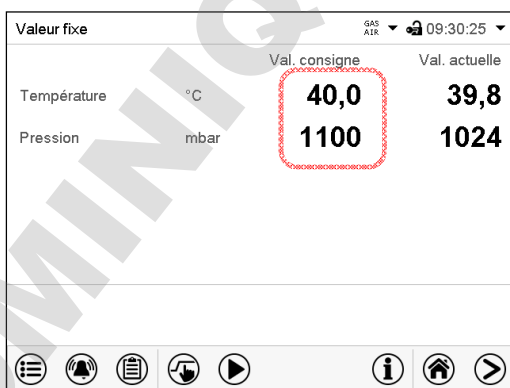 Valeur fixe GAS AIR 09:30:25
Val. consigne Val. actuelle
Température °C 40,0 39,8
Pression mbar 1100 1024
OMINIQ